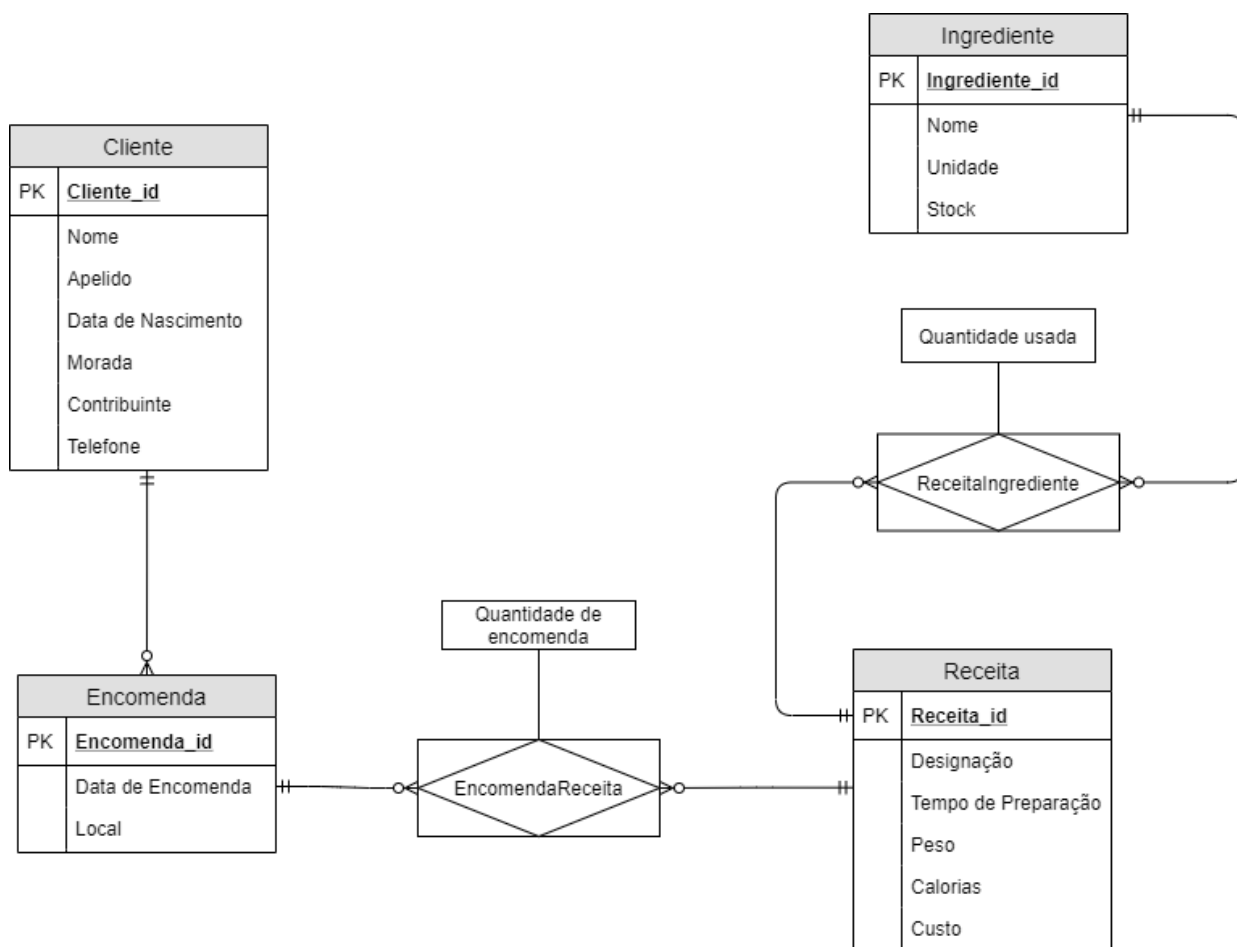 Ingrediente
PK Ingrediente_id
Nome
Unidade
Stock
Cliente
PK Cliente_id
Nome
Apelido
Data de Nascimento
Morada
Contribuinte
Telefone
Quantidade usada
ReceitaIngrediente
Quantidade de
encomenda
EncomendaReceita
Encomenda
PK Encomenda_id
Data de Encomenda
Local
Receita
PK Receita_id
Designação
Tempo de Preparação
Peso
Calorias
Custo